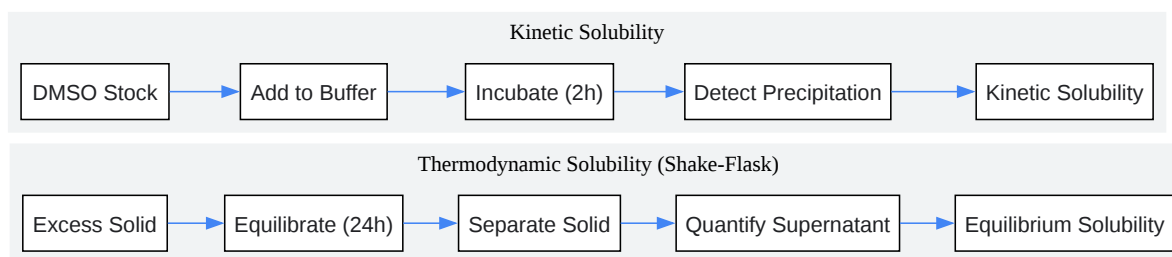 Kinetic Solubility
DMSO Stock
Add to Buffer
Incubate (2h)
Detect Precipitation
Kinetic Solubility
Thermodynamic Solubility (Shake-Flask)
Excess Solid
Equilibrate (24h)
Separate Solid
Quantify Supernatant
Equilibrium Solubility